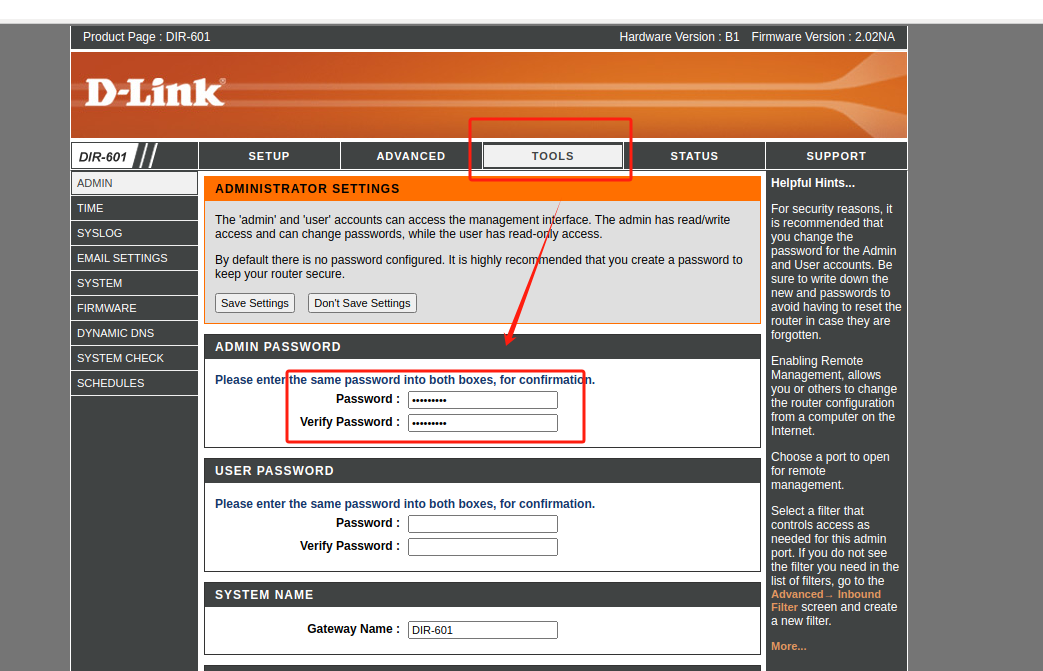 Product Page : DIR-601
Hardware Version : B1 Firmware Version : 2.02NA
D-Link®
DIR-601
SETUP
ADVANCED
TOOLS
STATUS
SUPPORT
ADMIN
TIME
SYSLOG
EMAIL SETTINGS
SYSTEM
FIRMWARE
DYNAMIC DNS
SYSTEM CHECK
SCHEDULES
ADMINISTRATOR SETTINGS
The 'admin' and 'user' accounts can access the management interface. The admin has read/write
access and can change passwords, while the user has read-only access.
By default there is no password configured. It is highly recommended that you create a password to
keep your router secure.
Save Settings
Don't Save Settings
ADMIN PASSWORD
Please enter the same password into both boxes, for confirmation.
Password : •••••••••
Verify Password : •••••••••
USER PASSWORD
Please enter the same password into both boxes, for confirmation.
Password :
Verify Password :
SYSTEM NAME
Gateway Name : DIR-601
Helpful Hints...
For security reasons, it
is recommended that
you change the
password for the Admin
and User accounts. Be
sure to write down the
new and passwords to
avoid having to reset the
router in case they are
forgotten.
Enabling Remote
Management, allows
you or others to change
the router configuration
from a computer on the
Internet.
Choose a port to open
for remote
management.
Select a filter that
controls access as
needed for this admin
port. If you do not see
the filter you need in the
list of filters, go to the
Advanced→ Inbound
Filter screen and create
a new filter.
More...